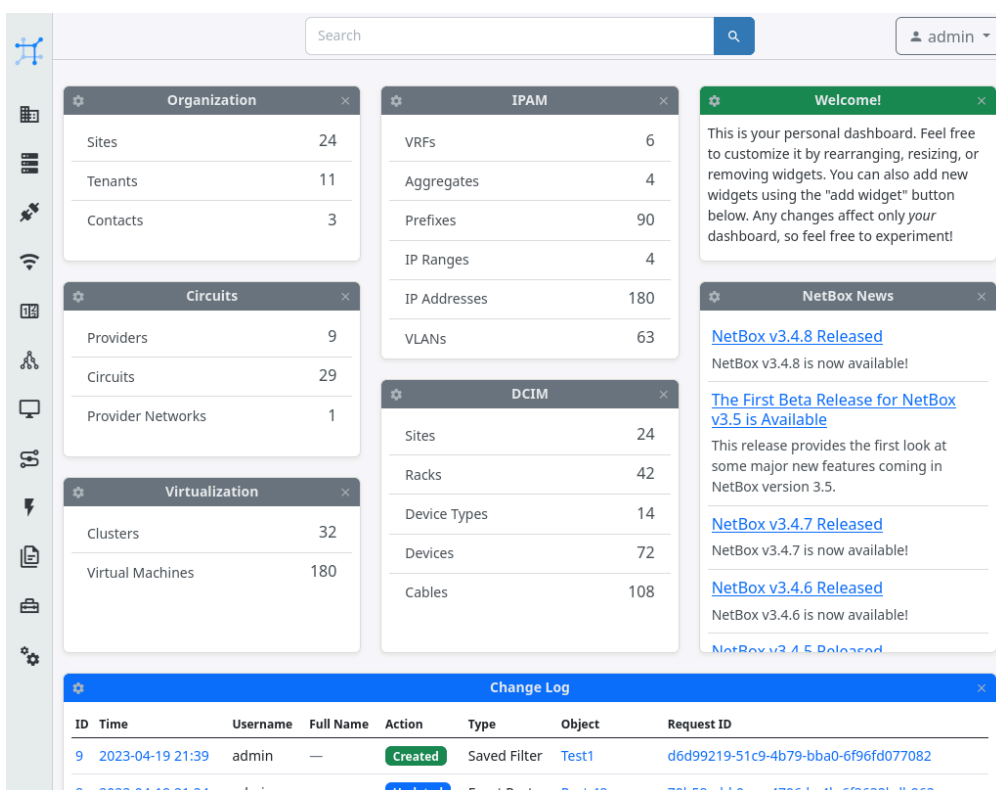 Search
admin
Organization
Sites 24
Tenants 11
Contacts 3
Circuits
Providers 9
Circuits 29
Provider Networks 1
Virtualization
Clusters 32
Virtual Machines 180
IPAM
VRFs 6
Aggregates 4
Prefixes 90
IP Ranges 4
IP Addresses 180
VLANs 63
DCIM
Sites 24
Racks 42
Device Types 14
Devices 72
Cables 108
Welcome!
This is your personal dashboard. Feel free
to customize it by rearranging, resizing, or
removing widgets. You can also add new
widgets using the "add widget" button
below. Any changes affect only your
dashboard, so feel free to experiment!
NetBox News
NetBox v3.4.8 Released
NetBox v3.4.8 is now available!
The First Beta Release for NetBox
v3.5 is Available
This release provides the first look at
some major new features coming in
NetBox version 3.5.
NetBox v3.4.7 Released
NetBox v3.4.7 is now available!
NetBox v3.4.6 Released
NetBox v3.4.6 is now available!
NetBox v3.4.5 Released
Change Log
ID Time Username Full Name Action Type Object Request ID
9 2023-04-19 21:39 admin — Created Saved Filter Test1 d6d99219-51c9-4b79-bba0-6f96fd077082